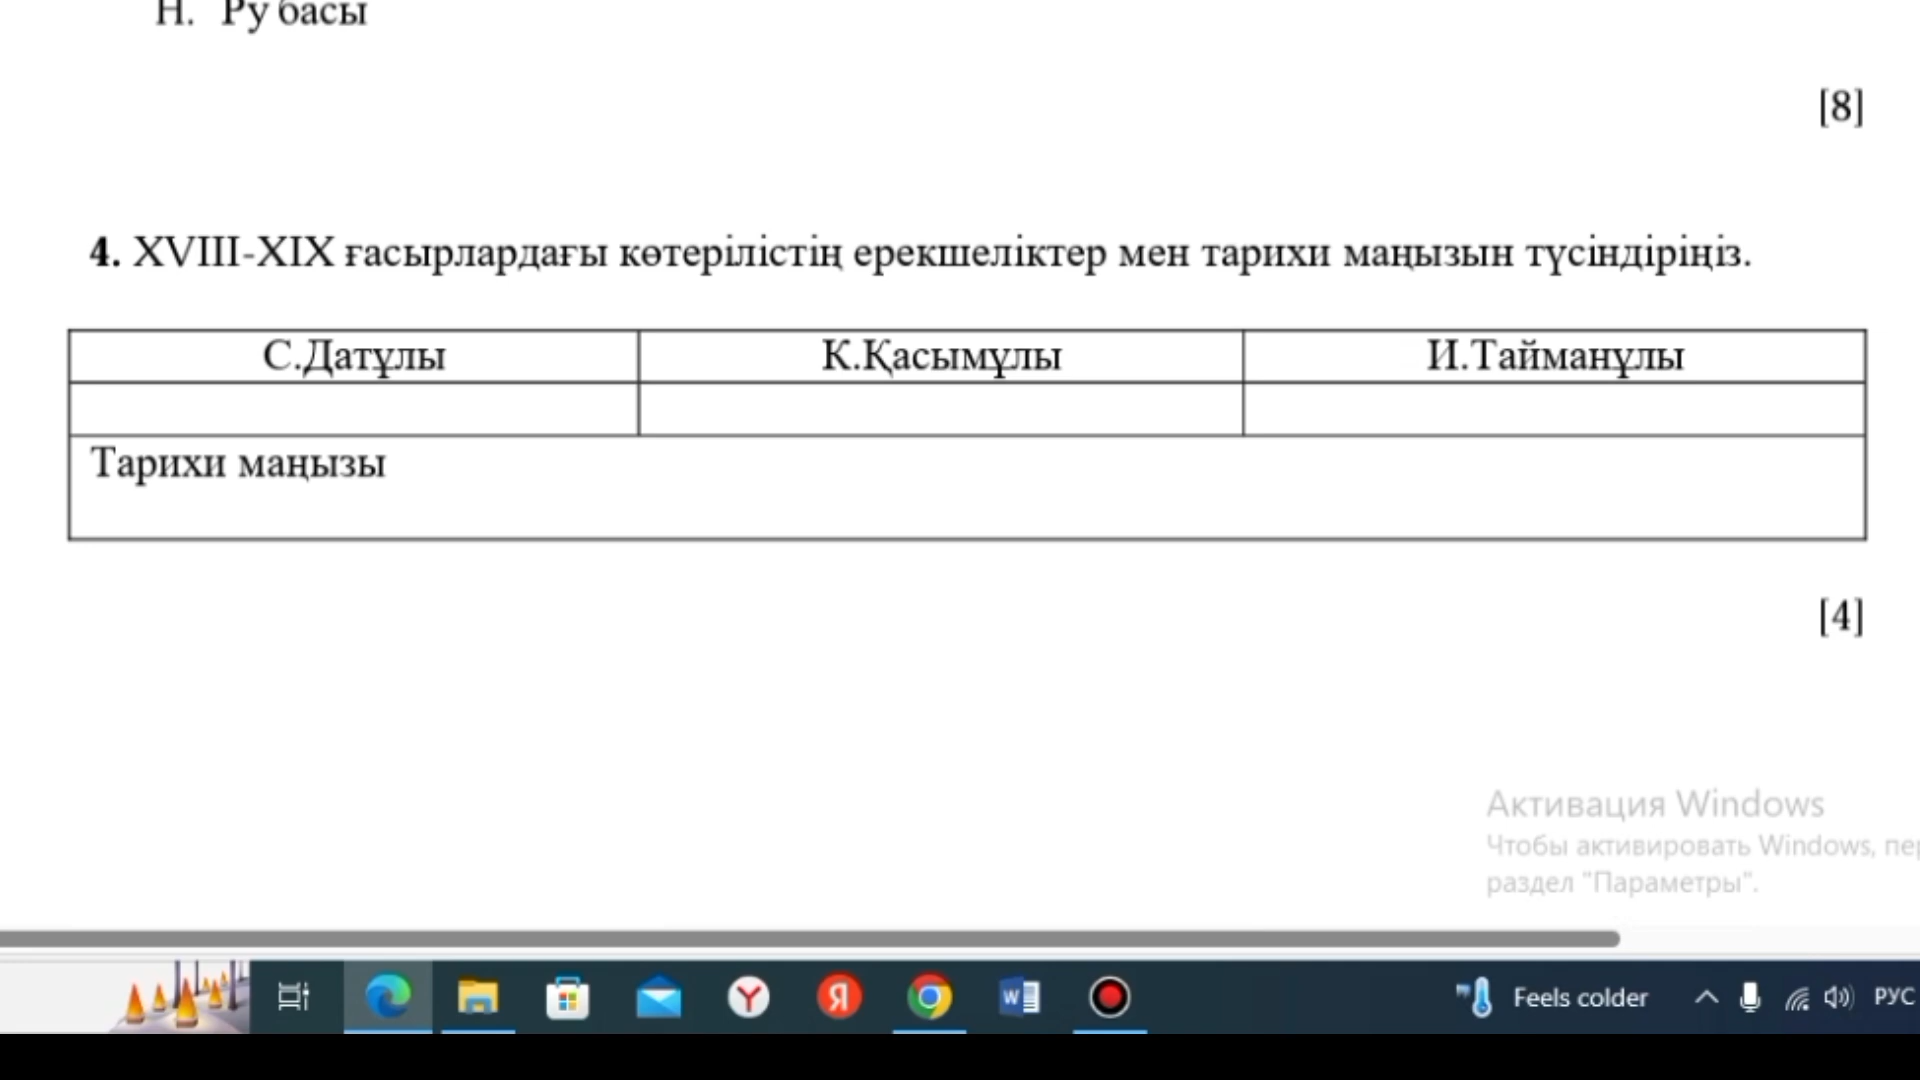 Н. Ру басы
[8]
4. XVIII-XIX ғасырлардағы көтерілістің ерекшеліктер мен тарихи маңызын түсіндіріңіз.
С.Датұлы К.Қасымұлы И.Тайманұлы
Тарихи маңызы
[4]
Активация Windows
Чтобы активировать Windows, пер
раздел "Параметры".
Feels colder РУС